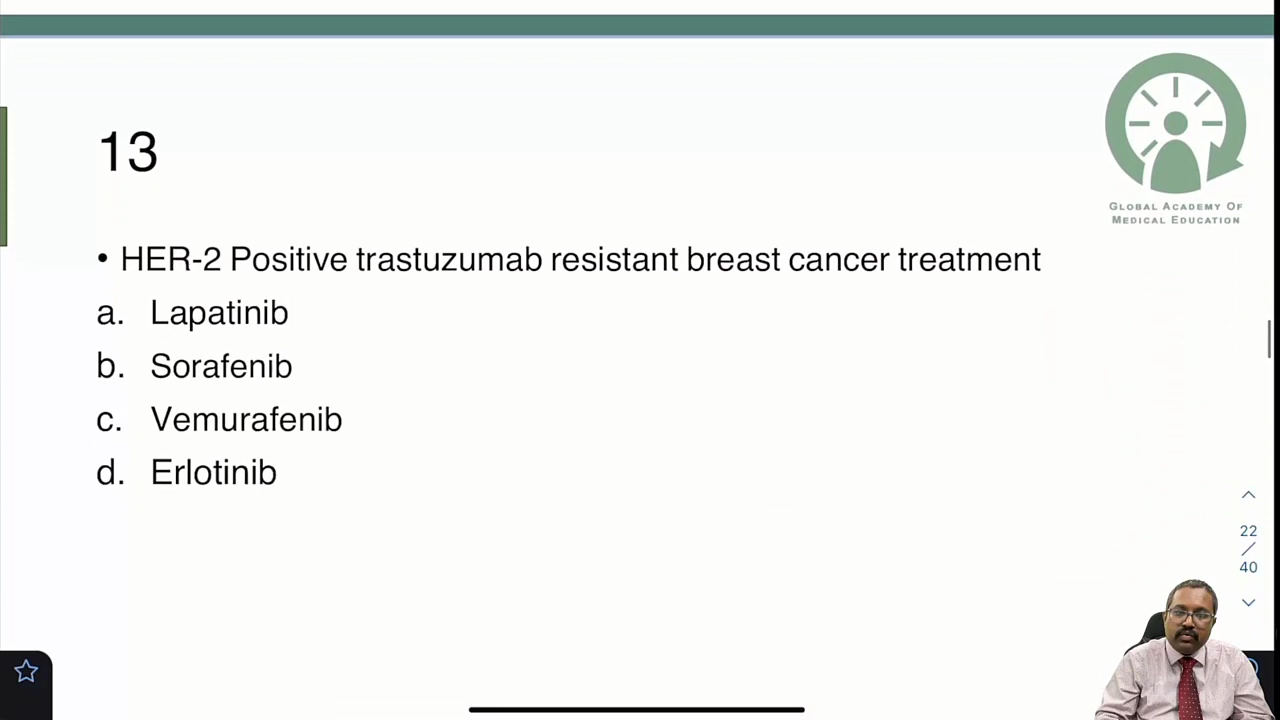 13
GLOBAL ACADEMY OF
MEDICAL EDUCATION
• HER-2 Positive trastuzumab resistant breast cancer treatment
a. Lapatinib
b. Sorafenib
c. Vemurafenib
d. Erlotinib
22
/
40